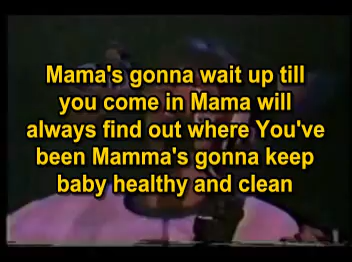 Mama's gonna wait up till
you come in Mama will
always find out where You've
been Mamma's gonna keep
baby healthy and clean